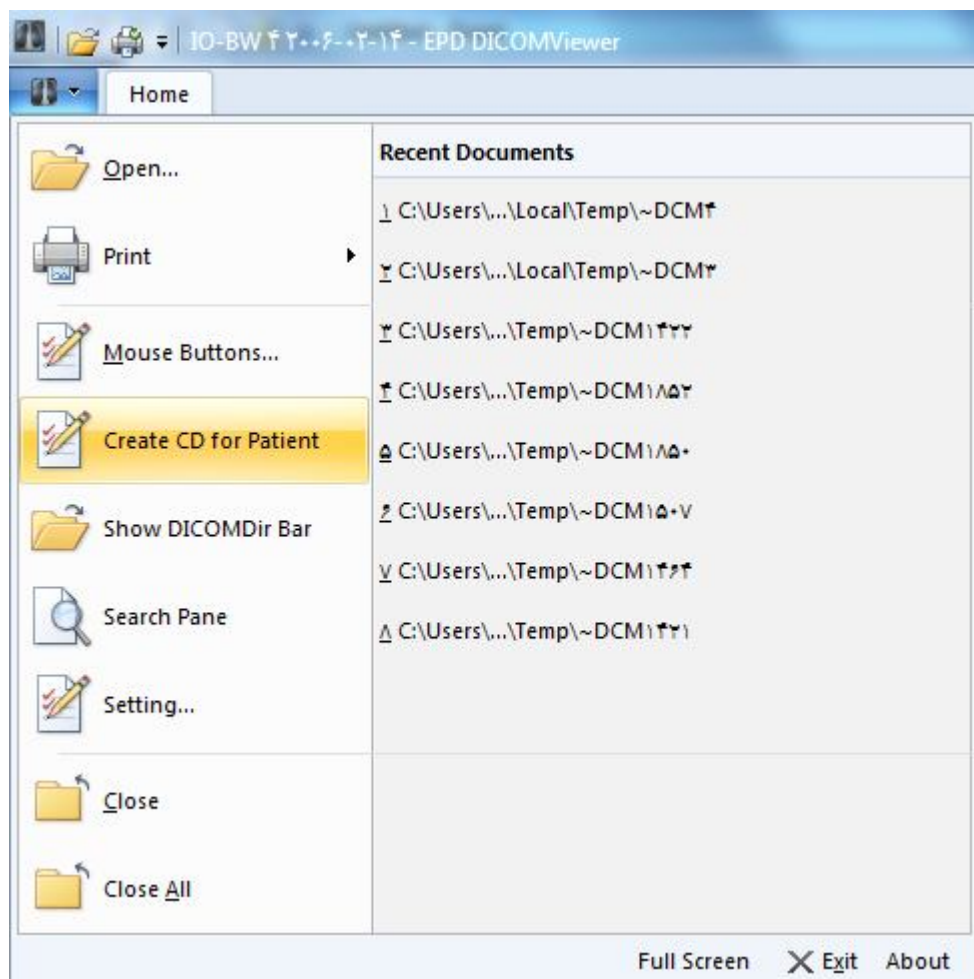 IO-BW ۴ ۲۰۰۶-۰۲-۱۴ - EPD DICOMViewer
Home
Open...
Print
Mouse Buttons...
Create CD for Patient
Show DICOMDir Bar
Search Pane
Setting...
Close
Close All
Recent Documents
۱ C:\Users\...\Local\Temp\~DCM۴
۲ C:\Users\...\Local\Temp\~DCM۳
۳ C:\Users\...\Temp\~DCM۱۴۲۲
۴ C:\Users\...\Temp\~DCM۱۸۵۲
۵ C:\Users\...\Temp\~DCM۱۸۵۰
۶ C:\Users\...\Temp\~DCM۱۵۰۷
۷ C:\Users\...\Temp\~DCM۱۴۶۴
۸ C:\Users\...\Temp\~DCM۱۴۲۱
Full Screen Exit About